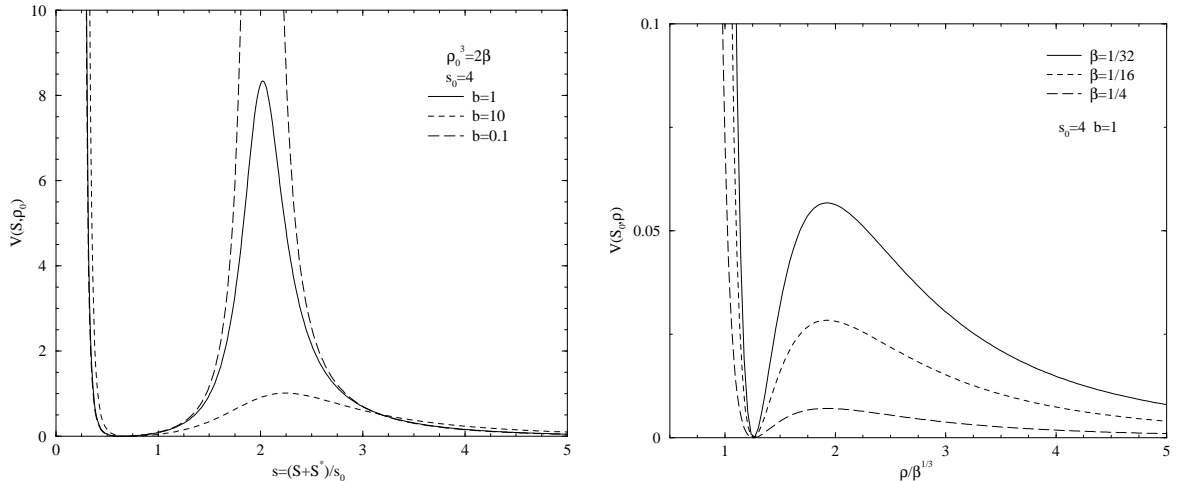 10
8
6
4
2
0
V(S,ρ₀)
0 1 2 3 4 5
s=(S+S*)/s₀
ρ₀³=2β
s₀=4
b=1
b=10
b=0.1
0.1
0.05
0
V(S₀,ρ)
1 2 3 4 5
ρ/β^1/3
β=1/32
β=1/16
β=1/4
s₀=4 b=1